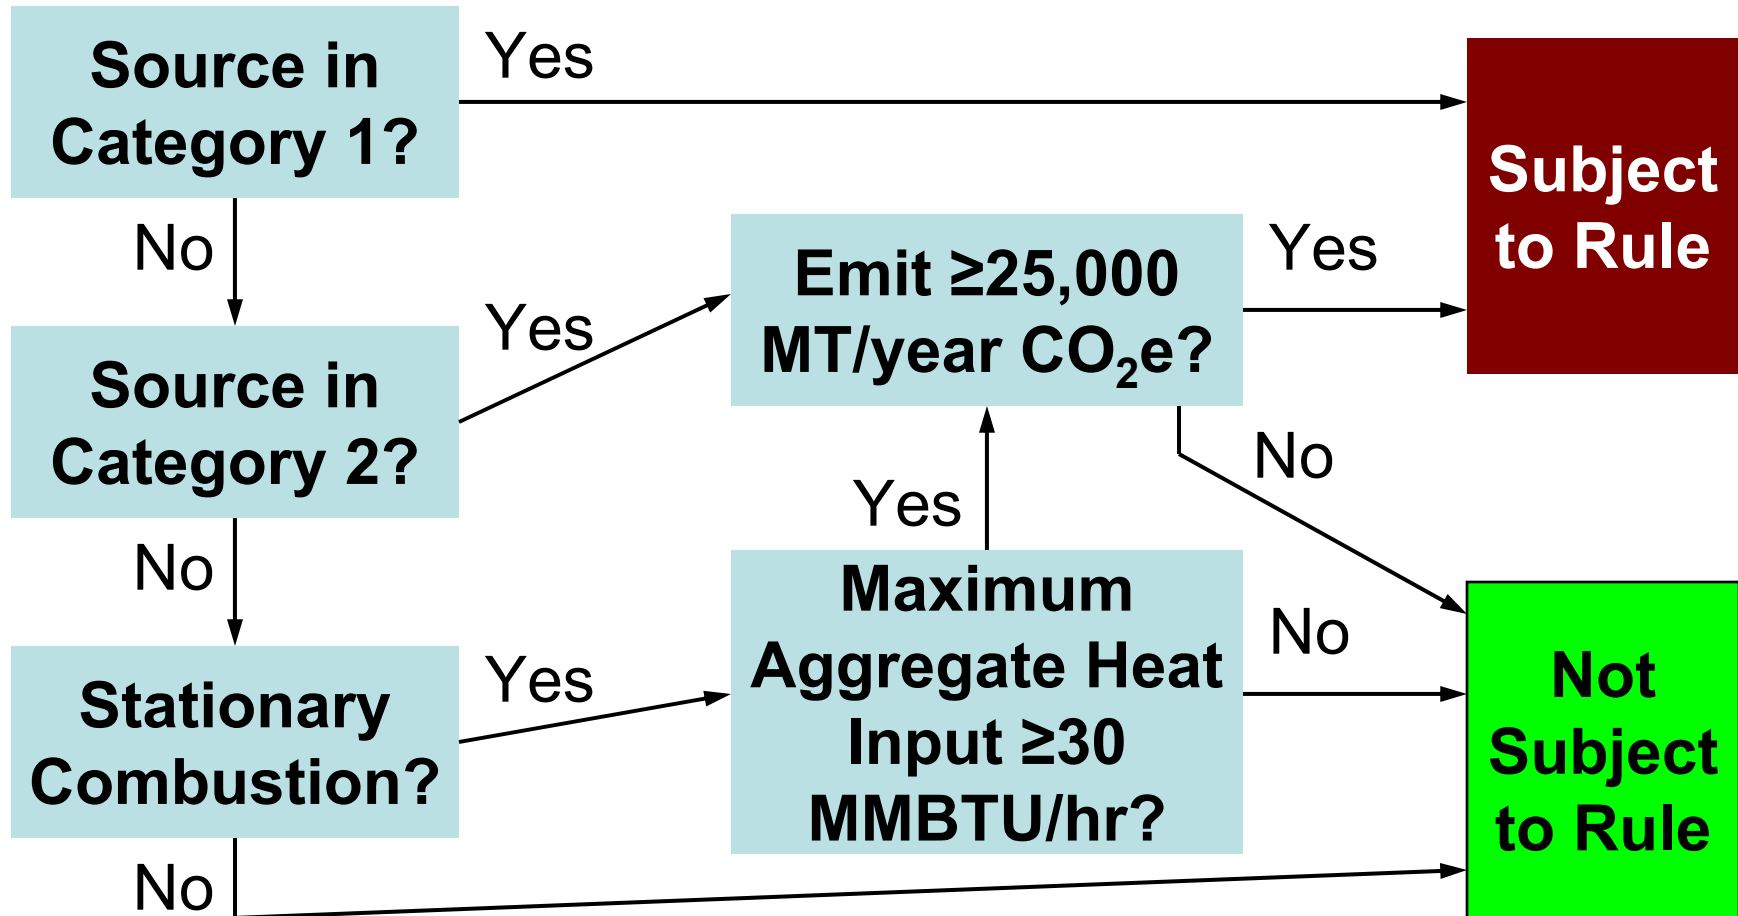 Source in
Category 1?
Yes
Subject
to Rule
No
Source in
Category 2?
Yes
Emit ≥25,000
MT/year CO₂e?
Yes
No
No
Stationary
Combustion?
Yes
Maximum
Aggregate Heat
Input ≥30
MMBTU/hr?
Yes
No
Not
Subject
to Rule
No